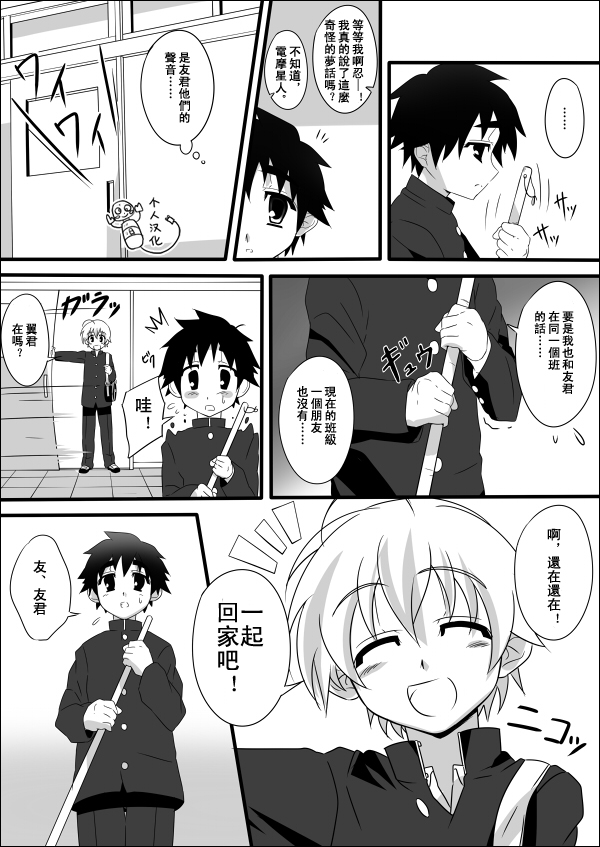 ……
サッ
サッ
等等我啊忍—！
我真的說了這麼
奇怪的夢話嗎？
不知道，
電摩星人。
是友君他們的
聲音……
ワイ
ワイ
个人汉化
要是我也和友君
在同一個班
的話……
ギュウ
現在的班級
一個朋友
也沒有……
哇！
ビクッ
ガラッ
翼君
在嗎？
啊，還在還在！
ニコッ
一起
回家吧！
友、友君